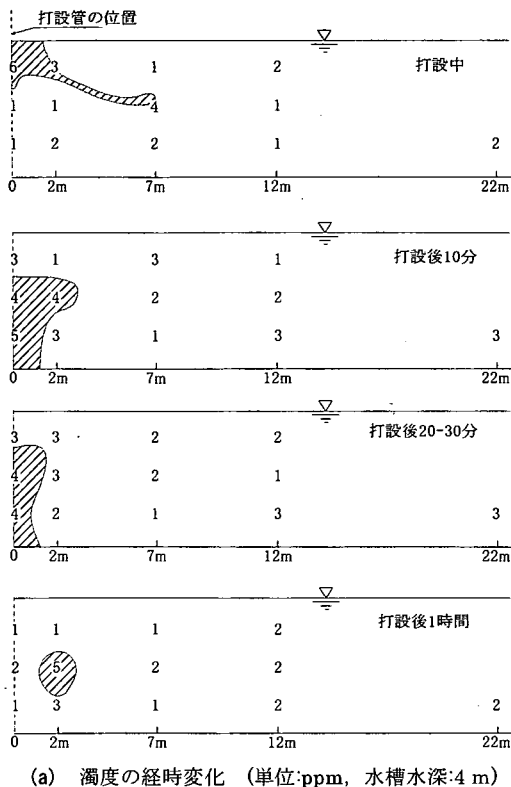 打設管の位置
打設中
6 3 1 2
1 1 4 1
1 2 2 1 2
0 2m 7m 12m 22m
打設後10分
3 1 3 1
4 4 2 2
5 3 1 3 3
0 2m 7m 12m 22m
打設後20-30分
3 3 2 2
4 3 2 1
4 2 1 3 3
0 2m 7m 12m 22m
打設後1時間
1 1 1 2
2 5 2 2
1 3 1 2 2
0 2m 7m 12m 22m
(a) 濁度の経時変化 (単位:ppm, 水槽水深:4 m)